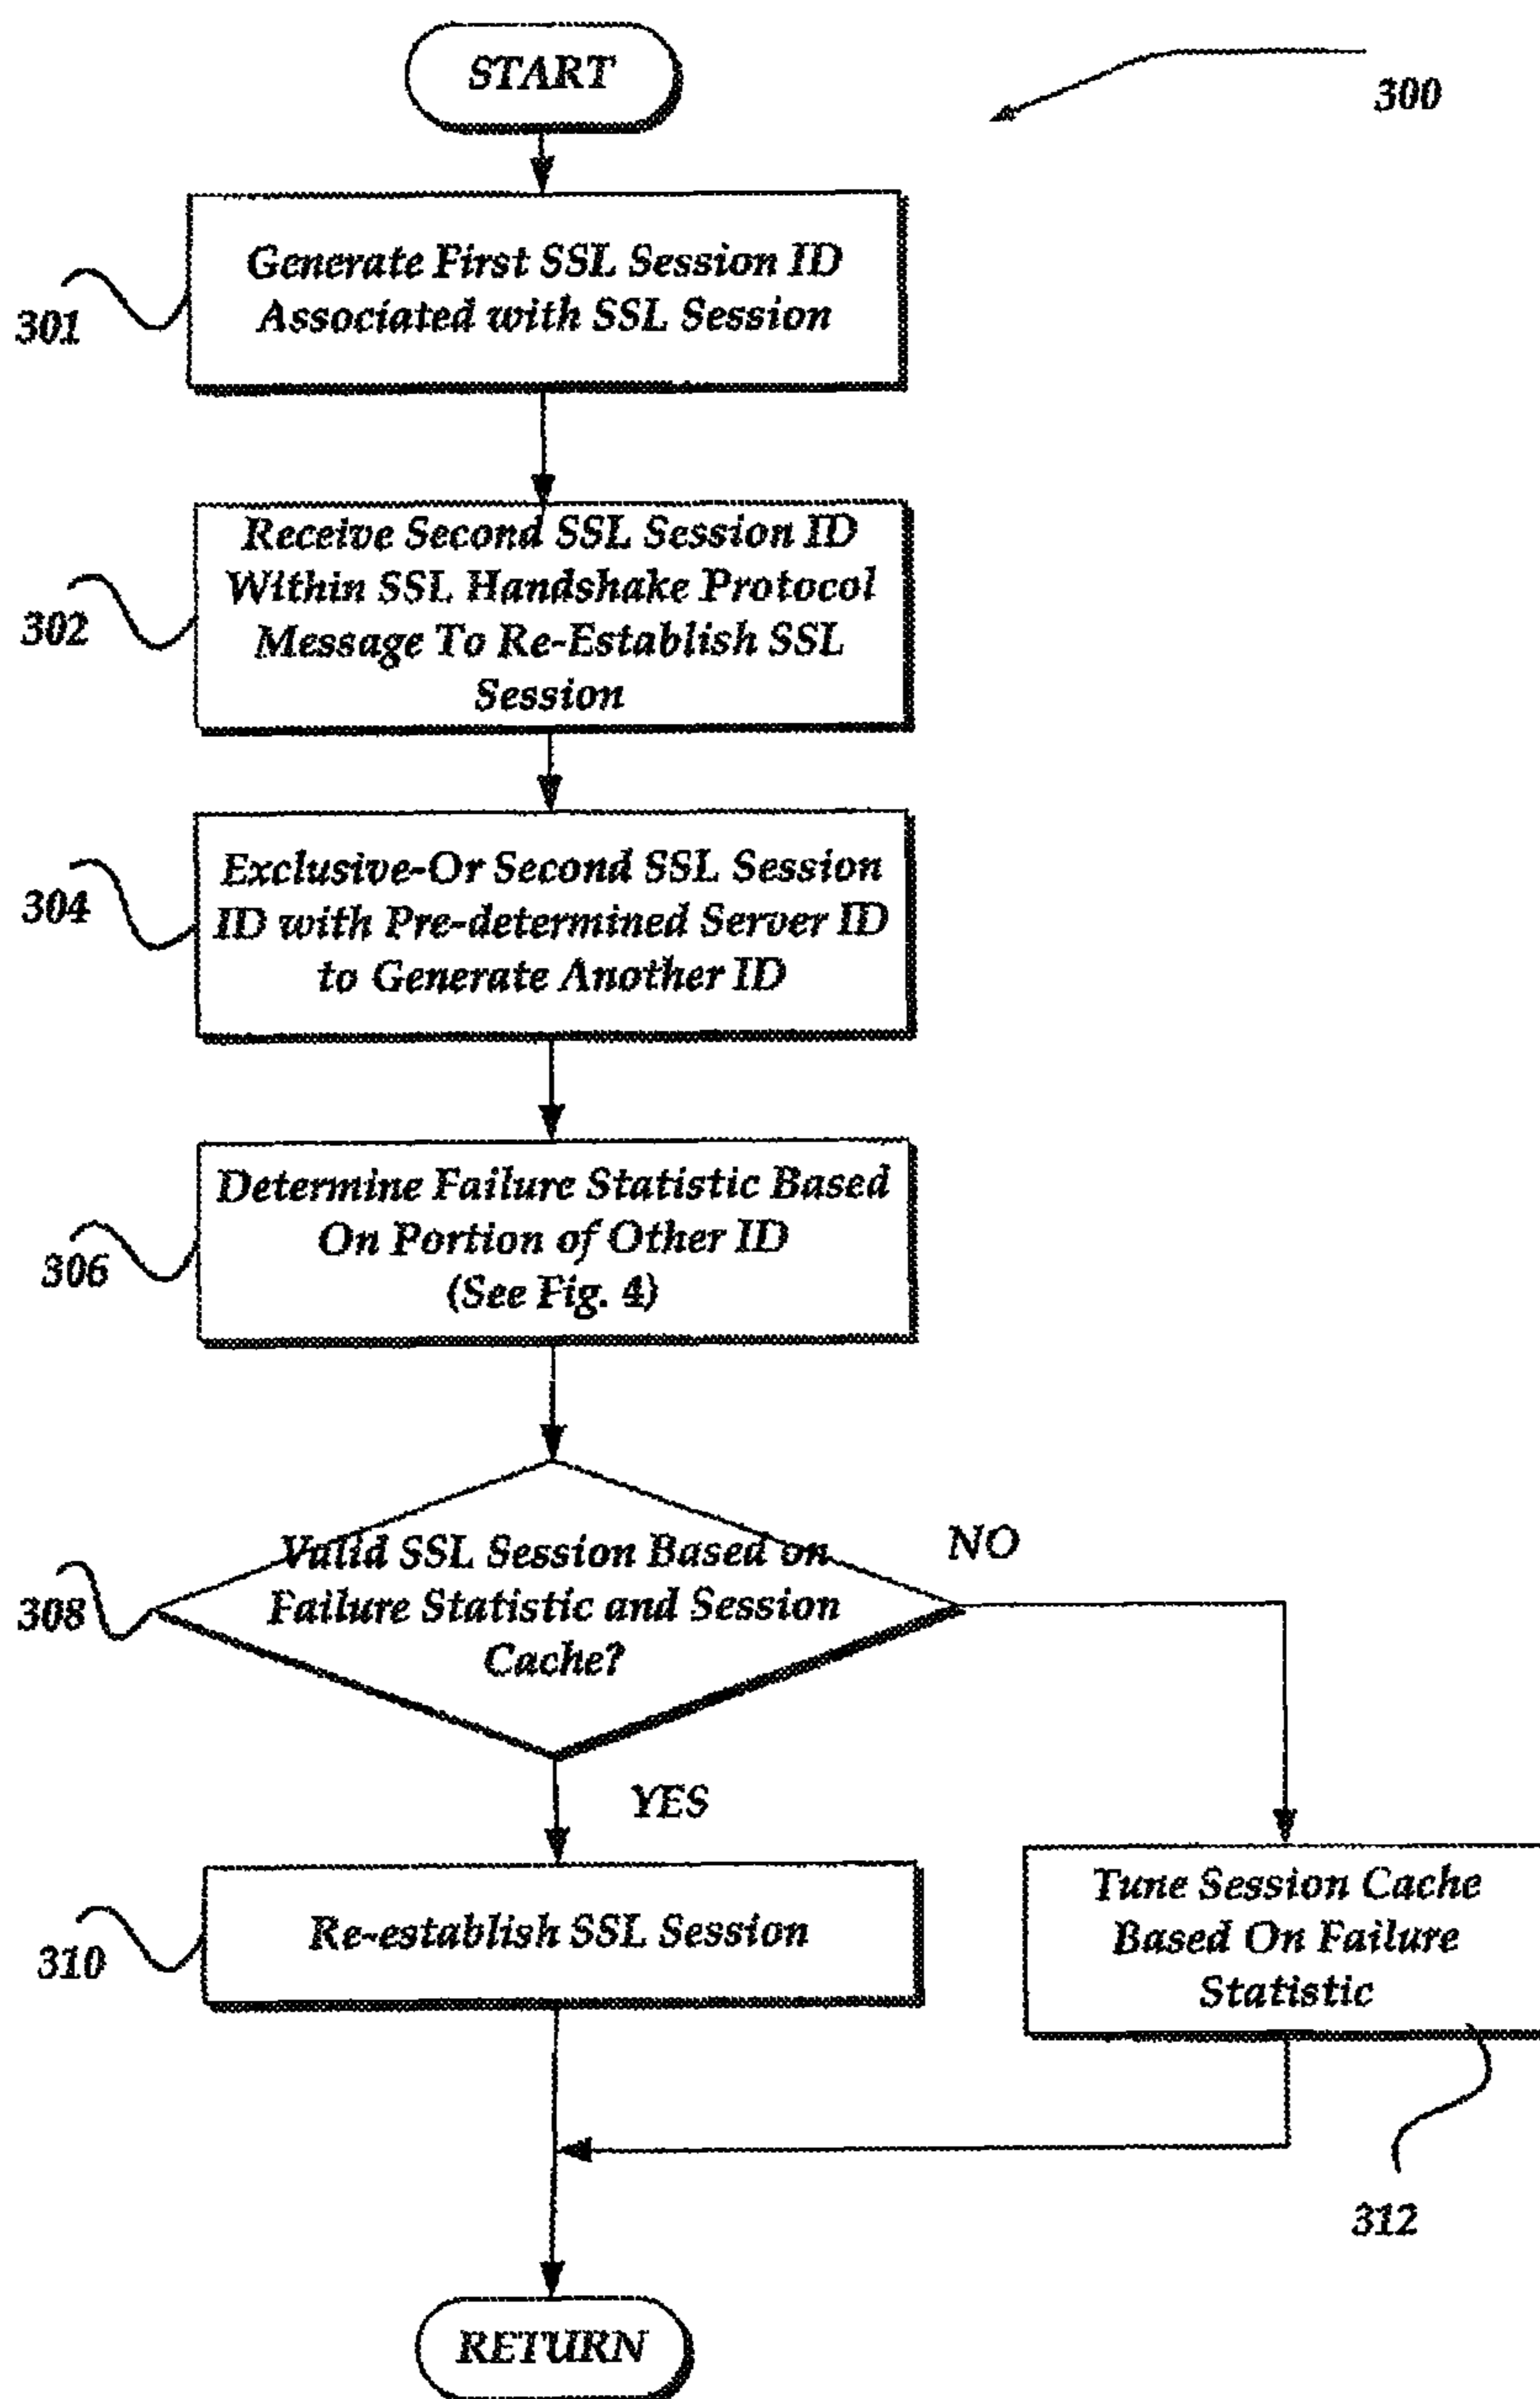 START
300
Generate First SSL Session ID
Associated with SSL Session
301
Receive Second SSL Session ID
Within SSL Handshake Protocol
Message To Re-Establish SSL
Session
302
Exclusive-Or Second SSL Session
ID with Pre-determined Server ID
to Generate Another ID
304
Determine Failure Statistic Based
On Portion of Other ID
(See Fig. 4)
306
Valid SSL Session Based on
Failure Statistic and Session
Cache?
308
NO
YES
Re-establish SSL Session
310
Tune Session Cache
Based On Failure
Statistic
312
RETURN